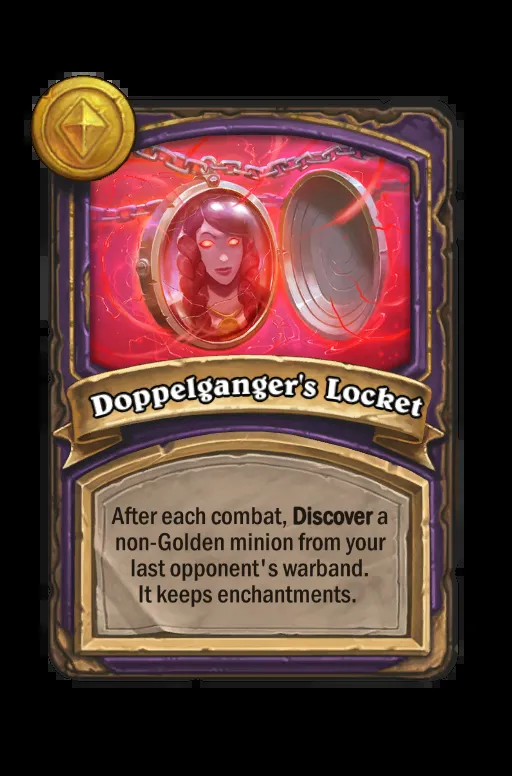 Doppelganger's Locket
After each combat, Discover a
non-Golden minion from your
last opponent's warband.
It keeps enchantments.